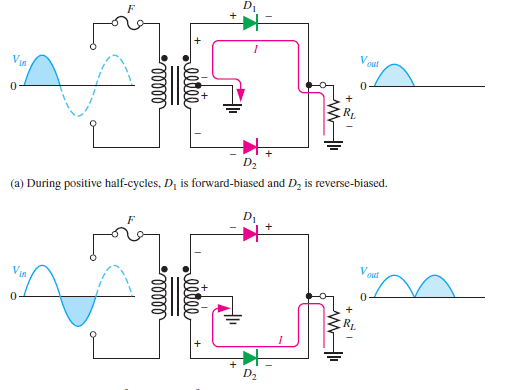 F
D1
+ −
Vin
0
+
I
−
+
−
Vout
0
+
RL
−
− +
D2
(a) During positive half-cycles, D1 is forward-biased and D2 is reverse-biased.
F
D1
− +
Vin
0
−
+
−
+
I
Vout
0
+
RL
−
+ −
D2